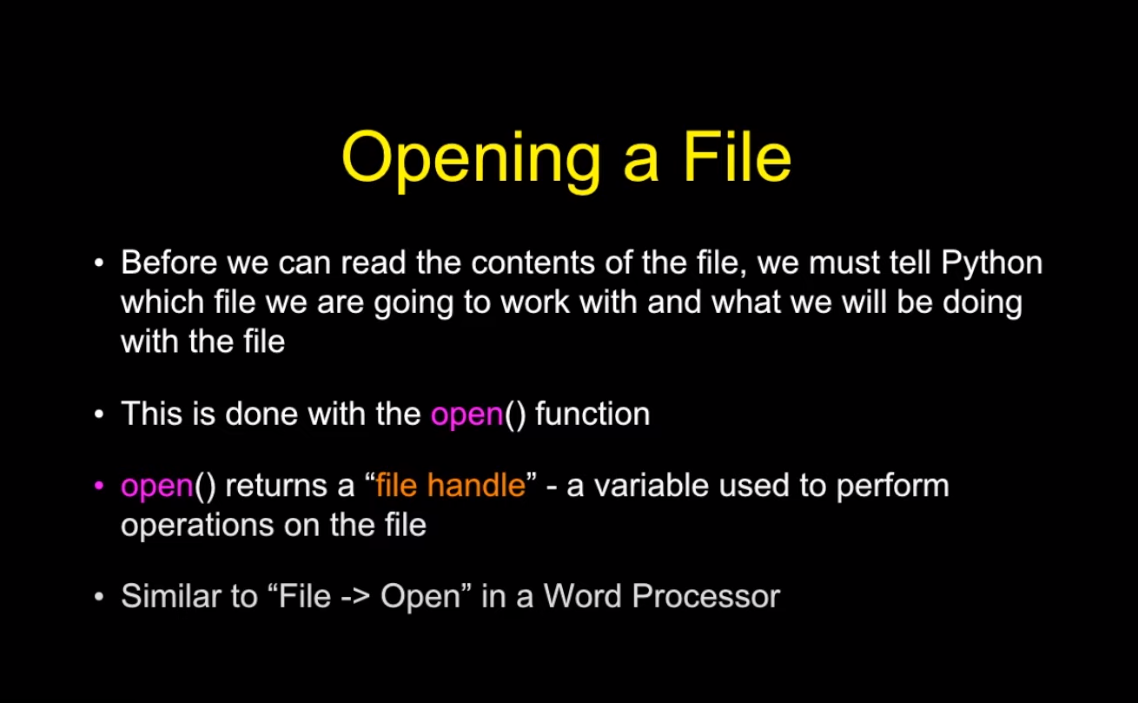 Opening a File
• Before we can read the contents of the file, we must tell Python
which file we are going to work with and what we will be doing
with the file
• This is done with the open() function
• open() returns a “file handle” - a variable used to perform
operations on the file
• Similar to “File -> Open” in a Word Processor